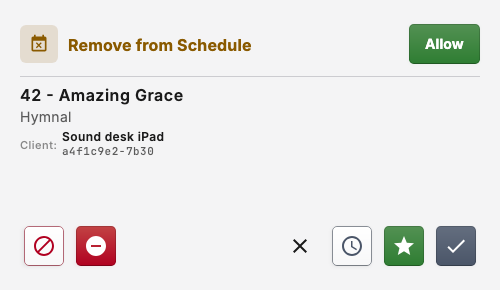 Remove from Schedule
Allow
42 - Amazing Grace
Hymnal
Client: Sound desk iPad
a4f1c9e2-7b30